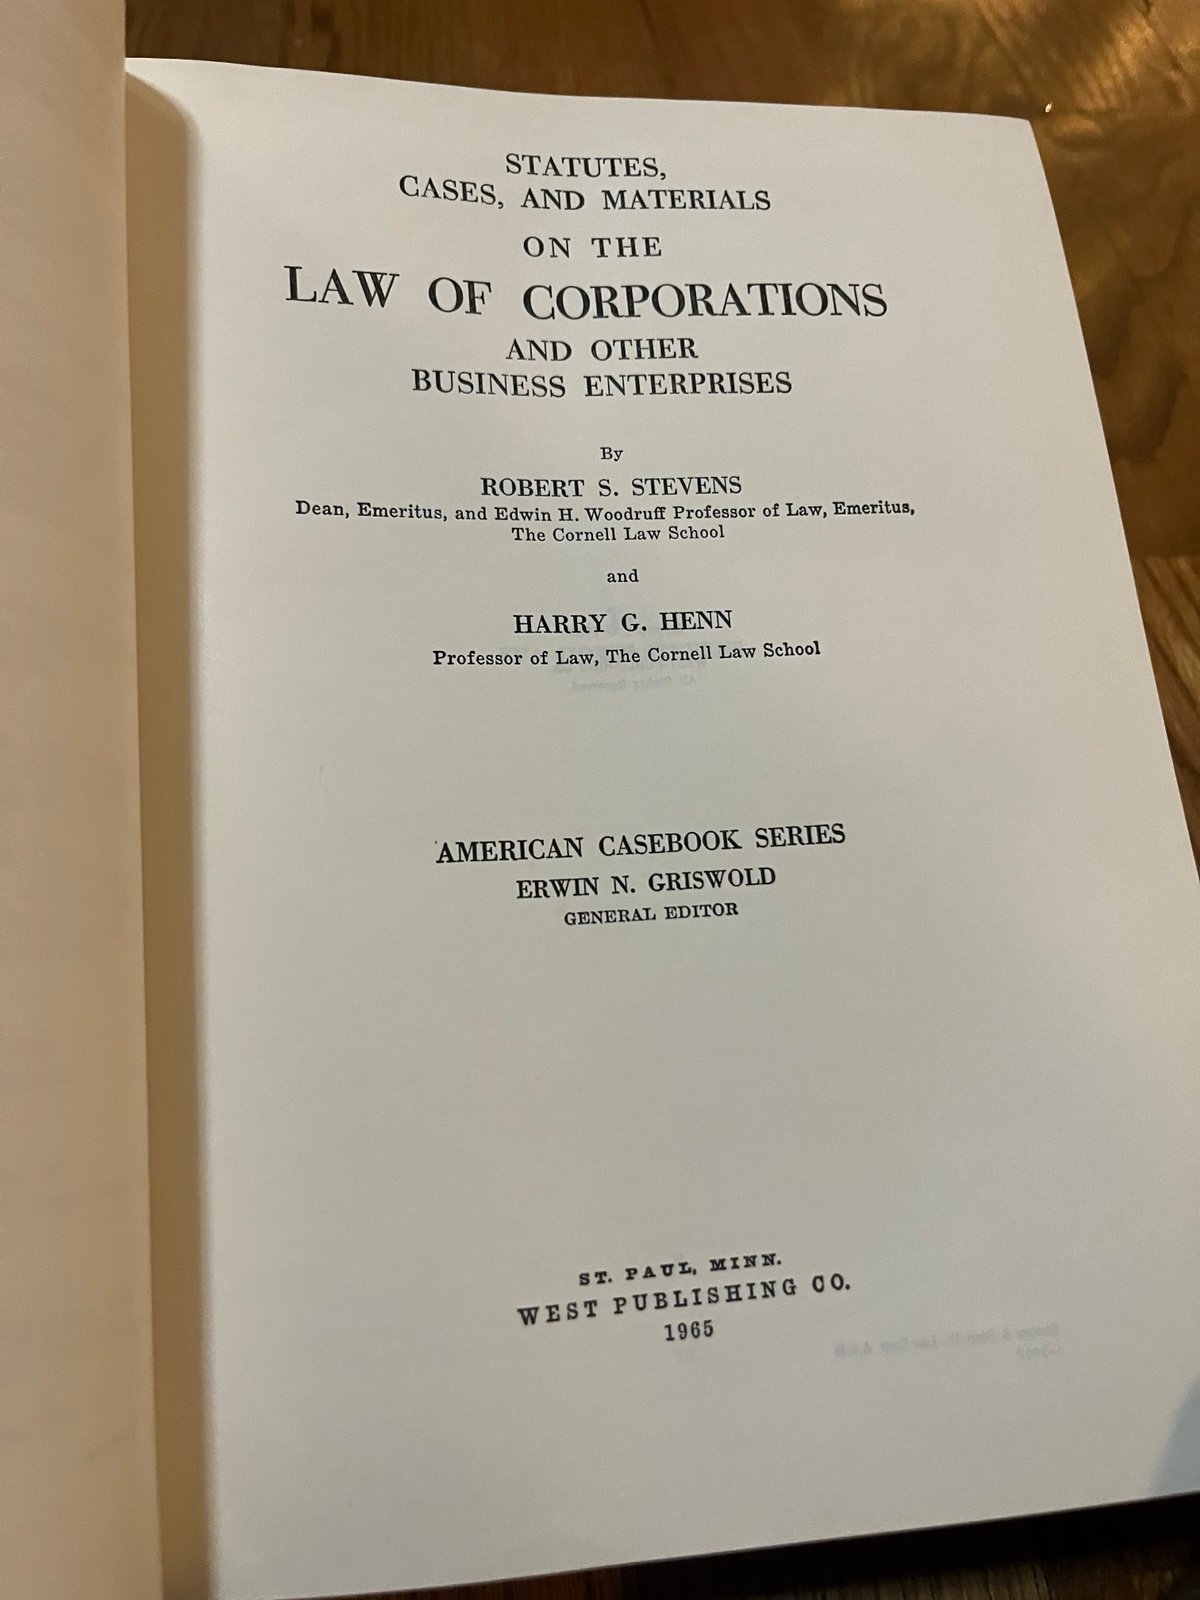 STATUTES,
CASES, AND MATERIALS
ON THE
LAW OF CORPORATIONS
AND OTHER
BUSINESS ENTERPRISES
By
ROBERT S. STEVENS
Dean, Emeritus, and Edwin H. Woodruff Professor of Law, Emeritus,
The Cornell Law School
and
HARRY G. HENN
Professor of Law, The Cornell Law School
AMERICAN CASEBOOK SERIES
ERWIN N. GRISWOLD
GENERAL EDITOR
ST. PAUL, MINN.
WEST PUBLISHING CO.
1965